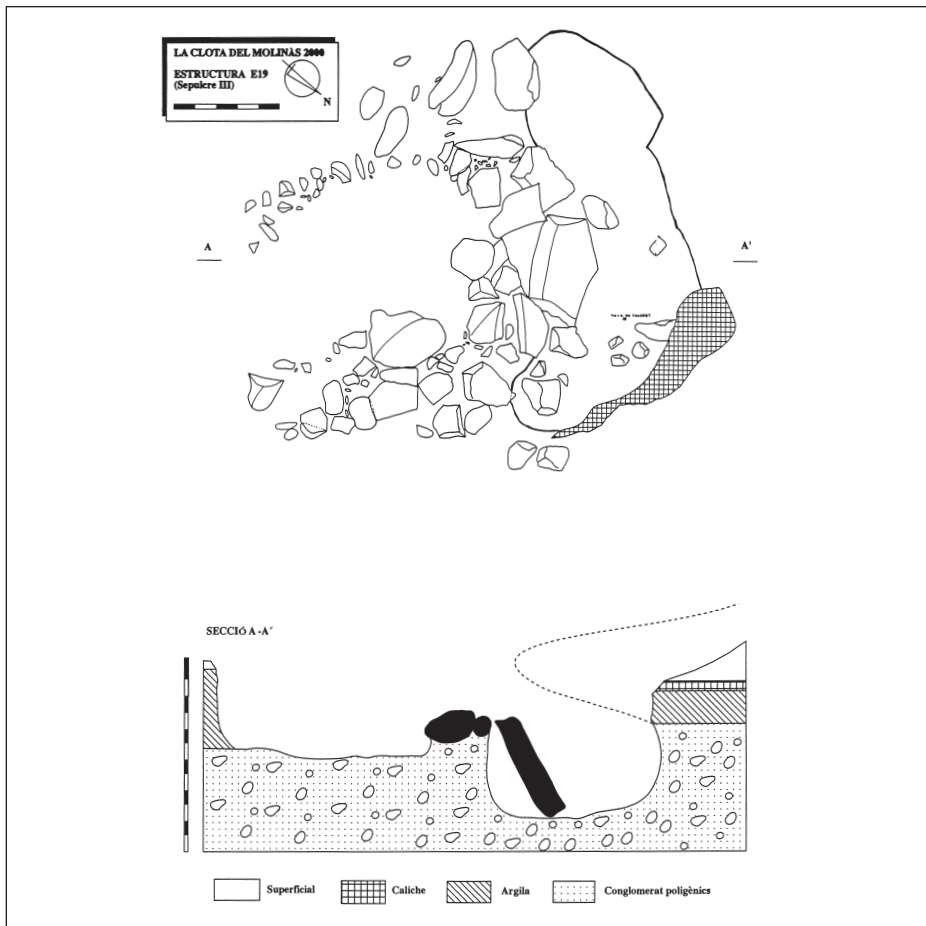 LA CLOTA DEL MOLINÀS 2000
ESTRUCTURA E19
(Sepulcre III)
N
A
A'
SECCIÓ A-A'
Superficial
Caliche
Argila
Conglomerat poligènics